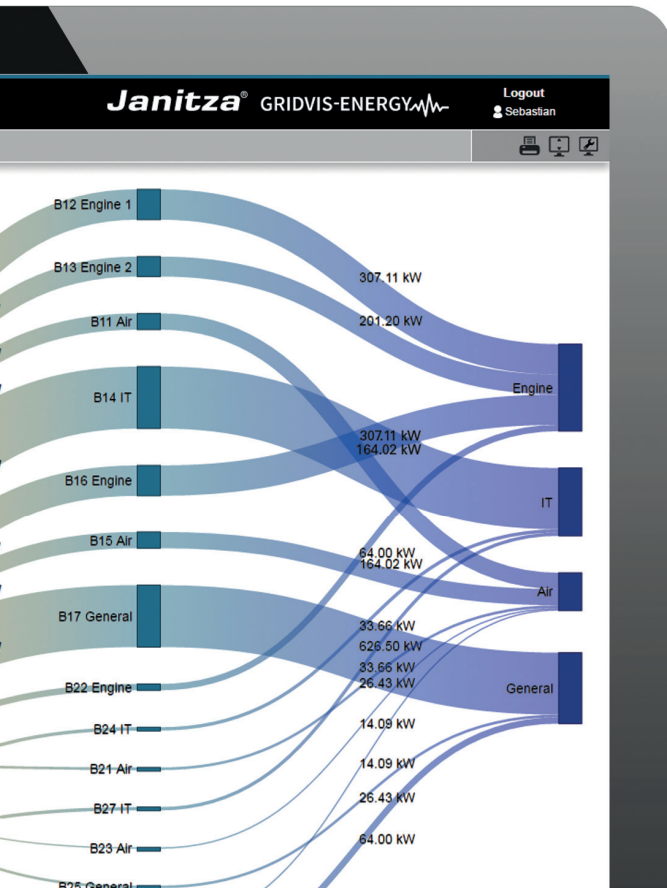 Janitza® GRIDVIS-ENERGY
Logout
Sebastian
B12 Engine 1
B13 Engine 2
307.11 kW
B11 Air
201.20 kW
Engine
B14 IT
307.11 kW
164.02 kW
B16 Engine
IT
B15 Air
64.00 kW
164.02 kW
Air
B17 General
33.66 kW
626.50 kW
33.66 kW
26.43 kW
B22 Engine
General
B24 IT
14.09 kW
B21 Air
14.09 kW
B27 IT
26.43 kW
B23 Air
64.00 kW
B25 General